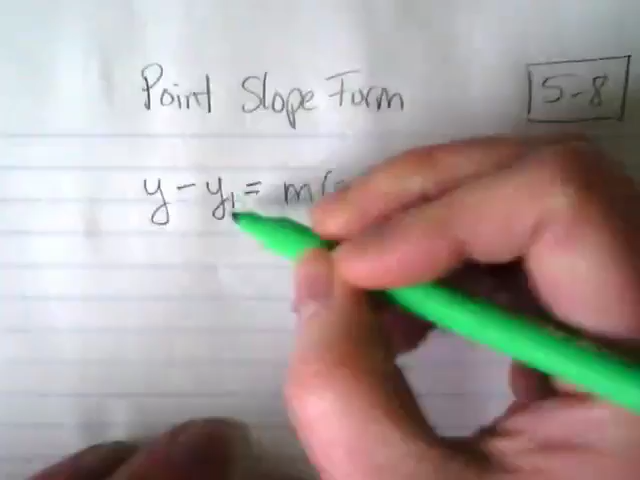 Point Slope Form
5-8
y - y₁ = m(